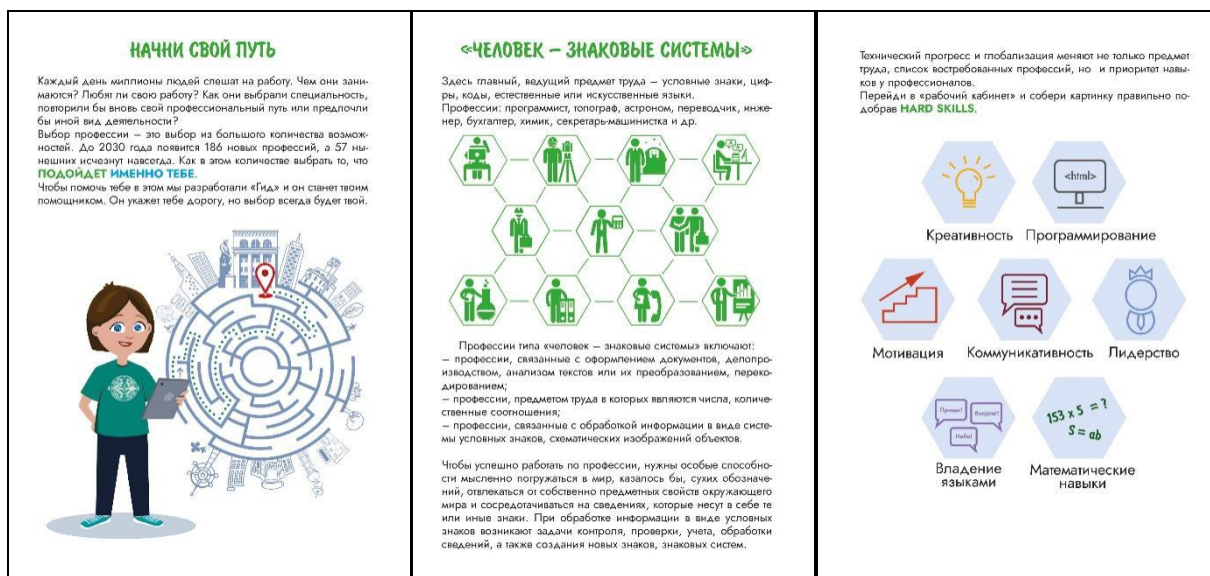 НАЧНИ СВОЙ ПУТЬ
Каждый день миллионы людей спешат на работу. Чем они зани-
маются? Любят ли свою работу? Как они выбрали специальность,
повторили бы вновь свой профессиональный путь или предпочли
бы иной вид деятельности?
Выбор профессии – это выбор из большого количества возмож-
ностей. До 2030 года появится 186 новых профессий, а 57 ны-
нешних исчезнут навсегда. Как в этом количестве выбрать то, что
ПОДОЙДЕТ ИМЕННО ТЕБЕ.
Чтобы помочь тебе в этом мы разработали «Гид» и он станет твоим
помощником. Он укажет тебе дорогу, но выбор всегда будет твой.
«ЧЕЛОВЕК – ЗНАКОВЫЕ СИСТЕМЫ»
Здесь главный, ведущий предмет труда – условные знаки, циф-
ры, коды, естественные или искусственные языки.
Профессии: программист, топограф, астроном, переводчик, инже-
нер, бухгалтер, химик, секретарь-машинистка и др.
Профессии типа «человек – знаковые системы» включают:
– профессии, связанные с оформлением документов, делопро-
изводством, анализом текстов или их преобразованием, переко-
дированием;
– профессии, предметом труда в которых являются числа, количе-
ственные соотношения;
– профессии, связанные с обработкой информации в виде систе-
мы условных знаков, схематических изображений объектов.
Чтобы успешно работать по профессии, нужны особые способно-
сти мысленно погружаться в мир, казалось бы, сухих обозначе-
ний, отвлекаться от собственно предметных свойств окружающего
мира и сосредотачиваться на сведениях, которые несут в себе те
или иные знаки. При обработке информации в виде условных
знаков возникают задачи контроля, проверки, учета, обработки
сведений, а также создания новых знаков, знаковых систем.
Технический прогресс и глобализация меняют не только предмет
труда, список востребованных профессий, но и приоритет навы-
ков у профессионалов.
Перейди в «рабочий кабинет» и собери картинку правильно по-
добрав HARD SKILLS.
<html>
Креативность Программирование
Мотивация Коммуникативность Лидерство
Привет! Bonjour!
Hello!
153 x 5 = ?
S = ab
Владение
языками
Математические
навыки